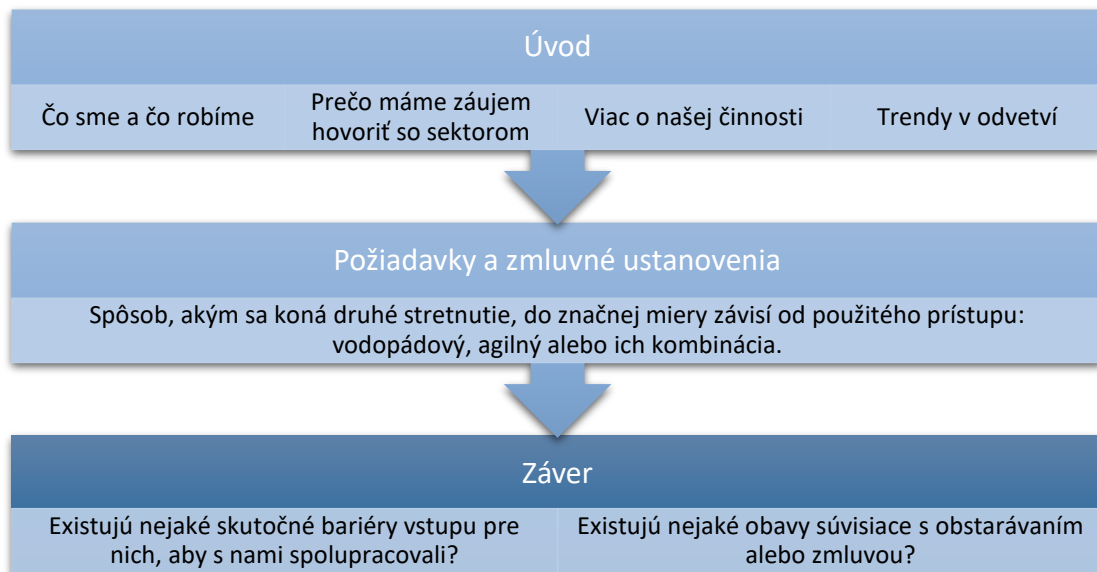 Úvod
Čo sme a čo robíme
Prečo máme záujem
hovoriť so sektorom
Viac o našej činnosti
Trendy v odvetví
Požiadavky a zmluvné ustanovenia
Spôsob, akým sa koná druhé stretnutie, do značnej miery závisí od použitého prístupu:
vodopádový, agilný alebo ich kombinácia.
Záver
Existujú nejaké skutočné bariéry vstupu pre
nich, aby s nami spolupracovali?
Existujú nejaké obavy súvisiace s obstarávaním
alebo zmluvou?